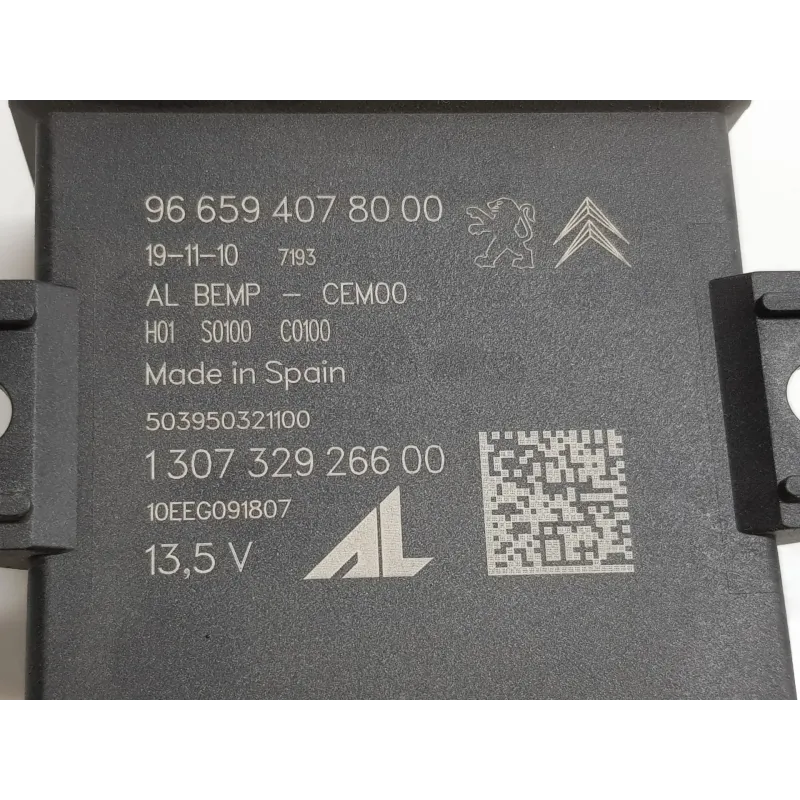 96 659 407 80 00
19-11-10 7193
AL BEMP - CEM00
H01 S0100 C0100
Made in Spain
503950321100
1 307 329 266 00
10EEG091807
13,5 V AL